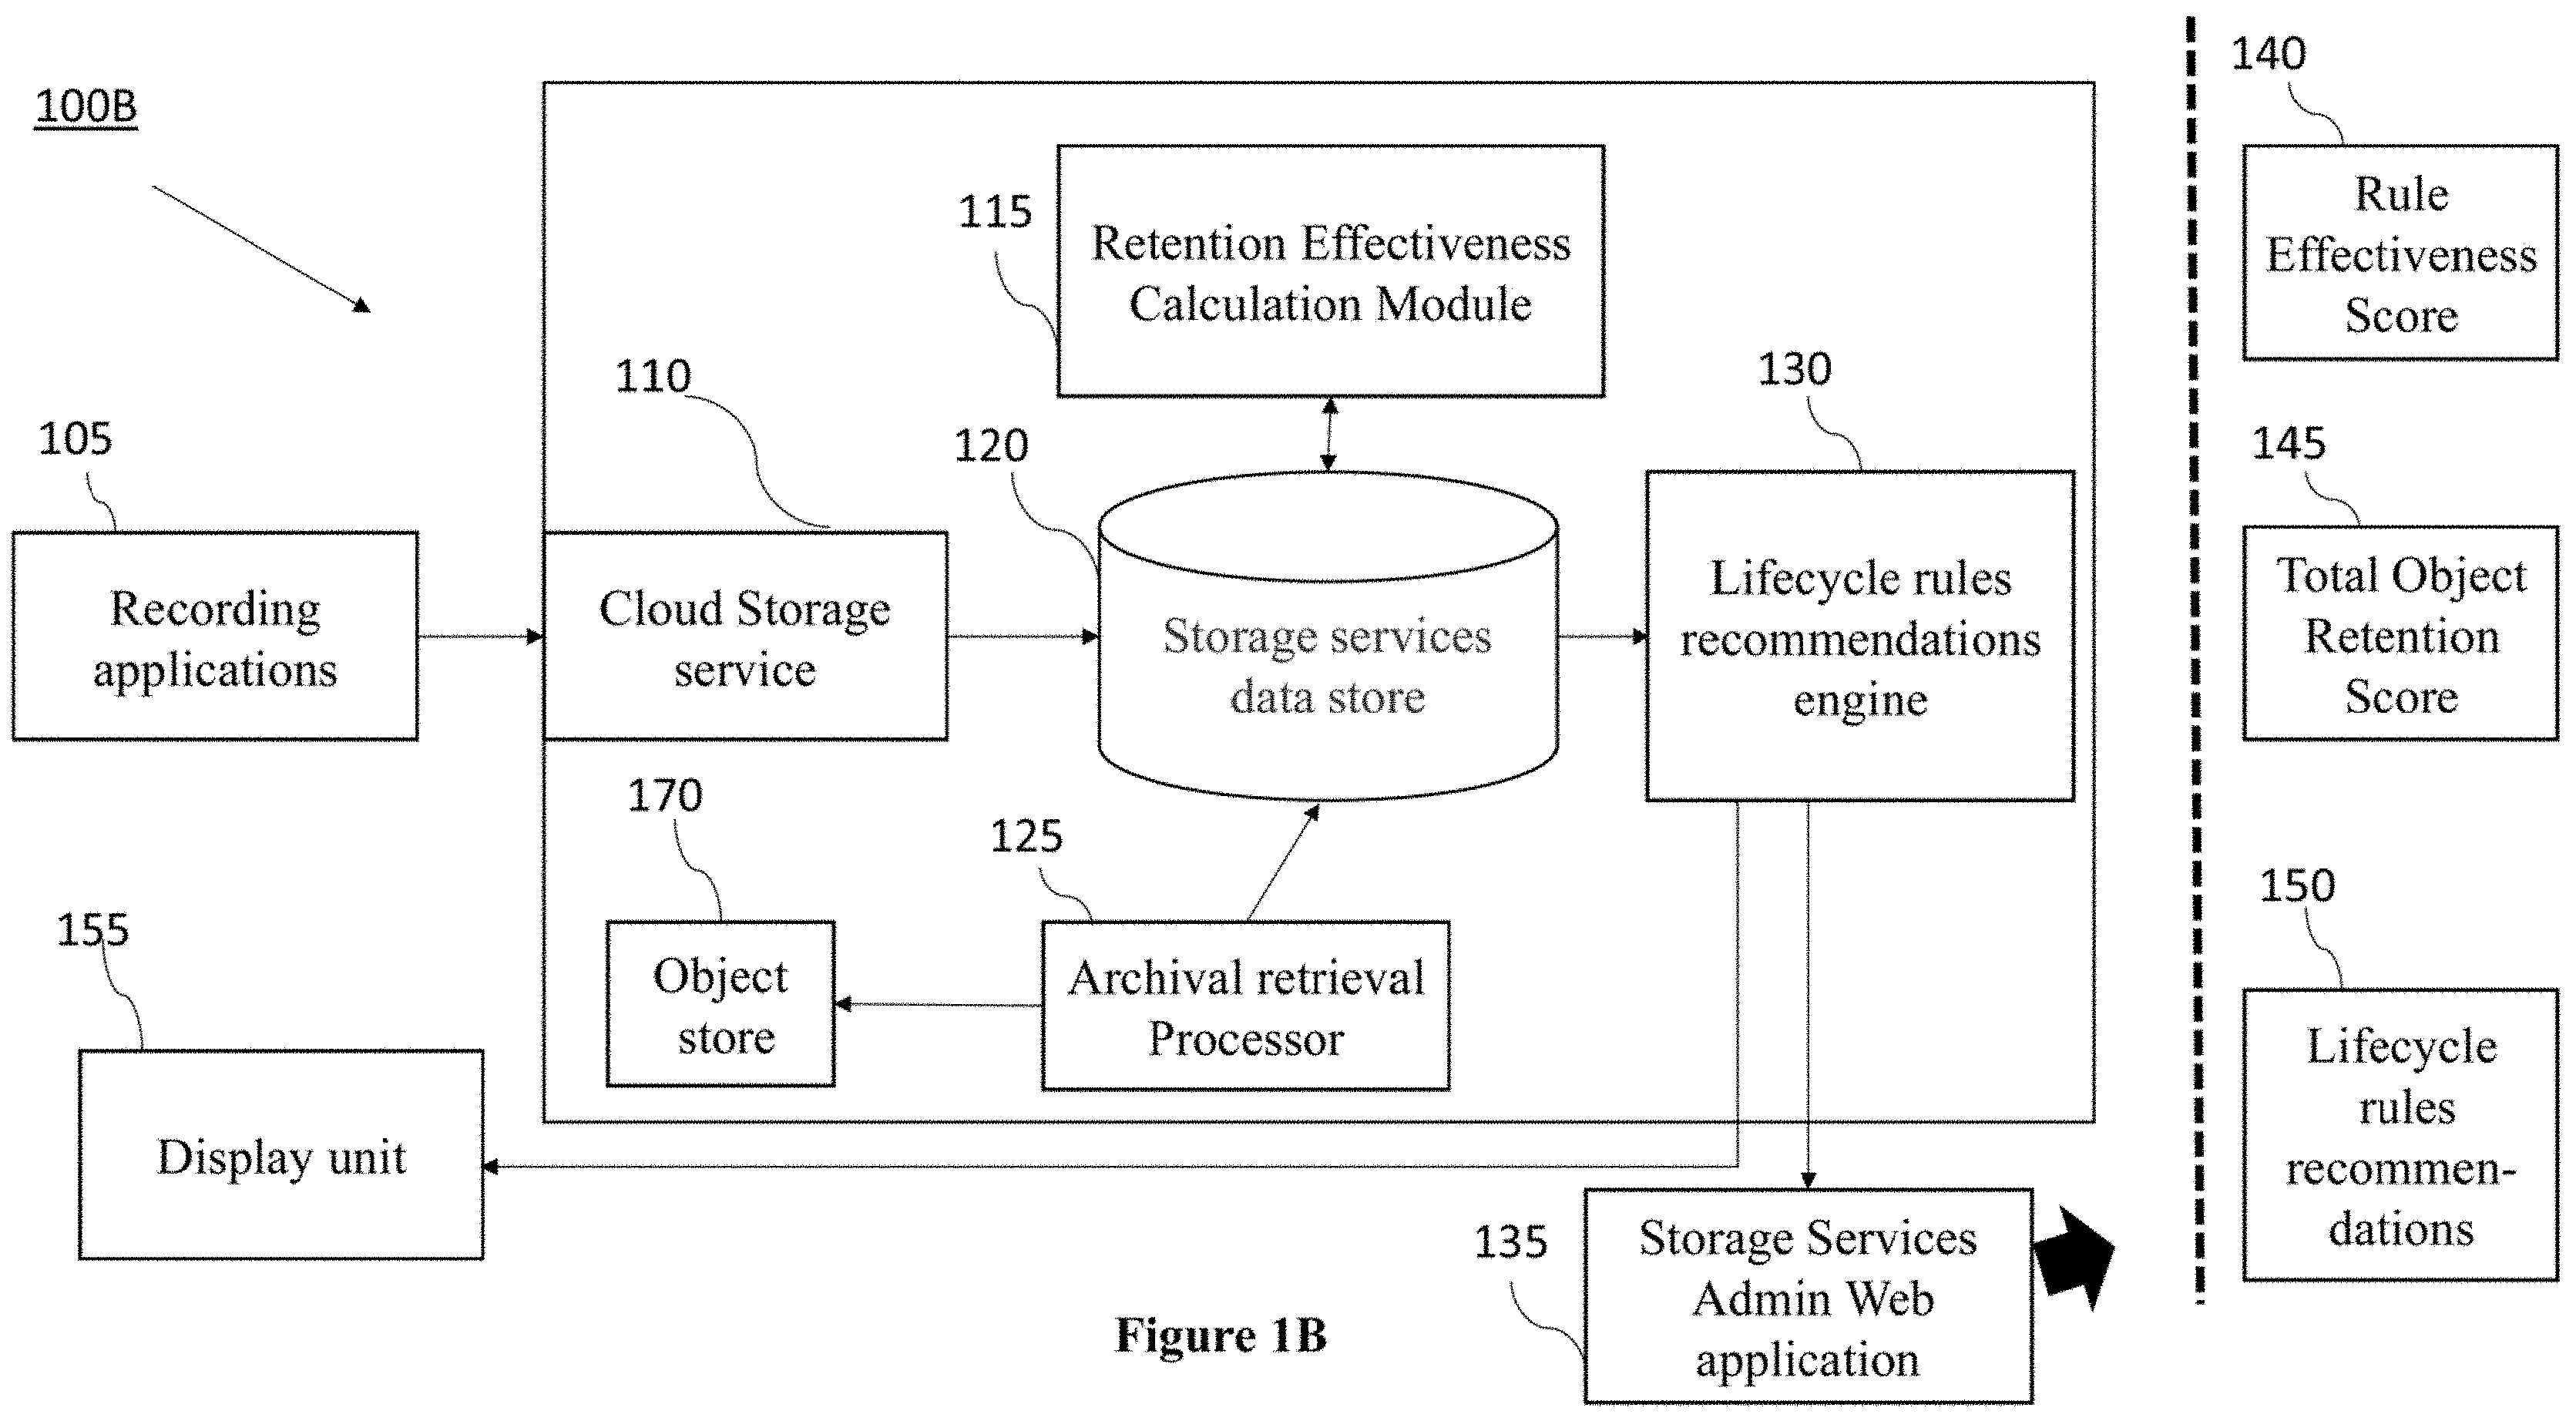 100B
105
Recording
applications
110
Cloud Storage
service
115
Retention Effectiveness
Calculation Module
120
Storage services
data store
130
Lifecycle rules
recommendations
engine
170
Object
store
125
Archival retrieval
Processor
155
Display unit
135
Storage Services
Admin Web
application
140
Rule
Effectiveness
Score
145
Total Object
Retention
Score
150
Lifecycle
rules
recommen-
dations
Figure 1B